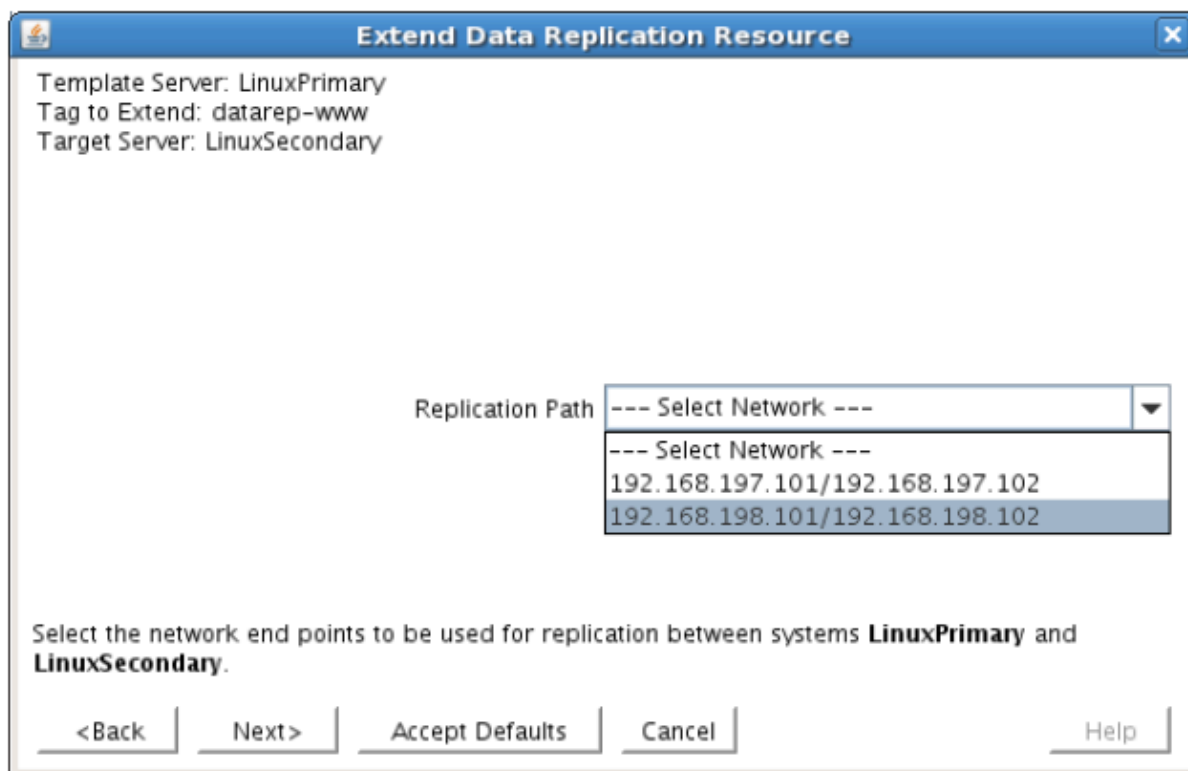 Extend Data Replication Resource
Template Server: LinuxPrimary
Tag to Extend: datarep-www
Target Server: LinuxSecondary
Replication Path --- Select Network ---
--- Select Network ---
192.168.197.101/192.168.197.102
192.168.198.101/192.168.198.102
Select the network end points to be used for replication between systems LinuxPrimary and
LinuxSecondary.
<Back Next> Accept Defaults Cancel Help